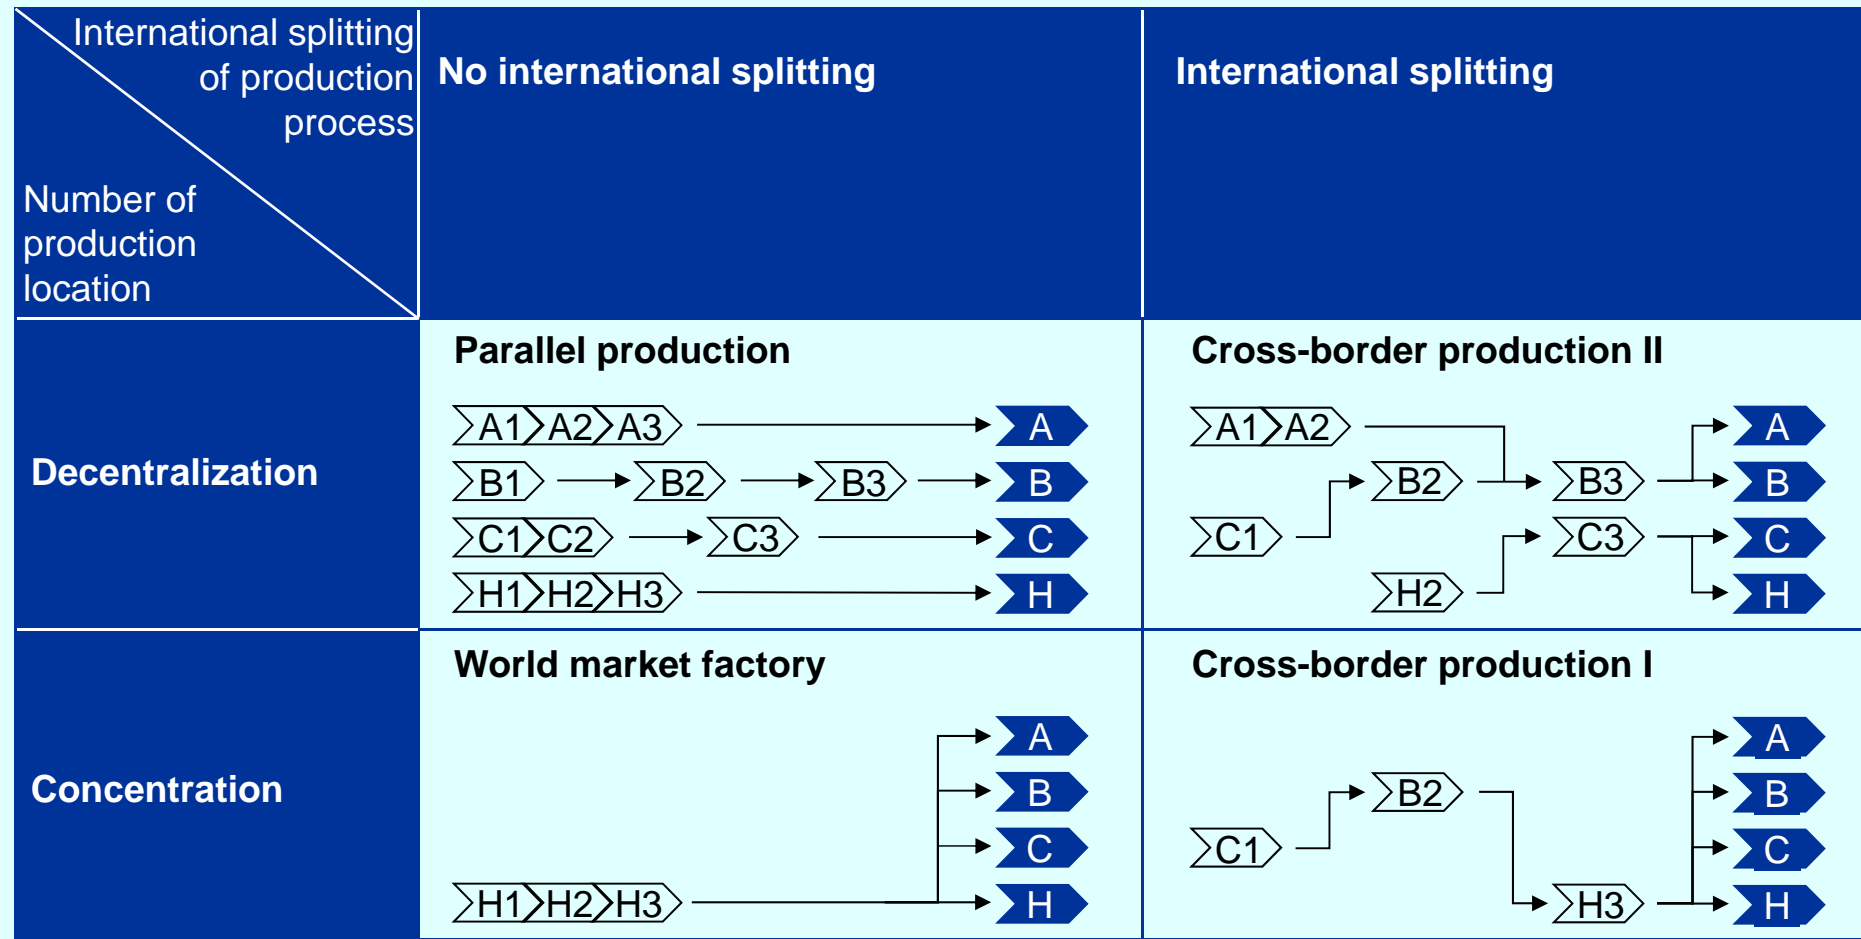 International splitting
of production
process
Number of
production
location
No international splitting
International splitting
Decentralization
Parallel production
A1 A2 A3 A
B1 B2 B3 B
C1 C2 C3 C
H1 H2 H3 H
Cross-border production II
A1 A2 A
B2 B3 B
C1 C3 C
H2 H
Concentration
World market factory
A
B
C
H1 H2 H3 H
Cross-border production I
A
B2 B
C1 C
H3 H